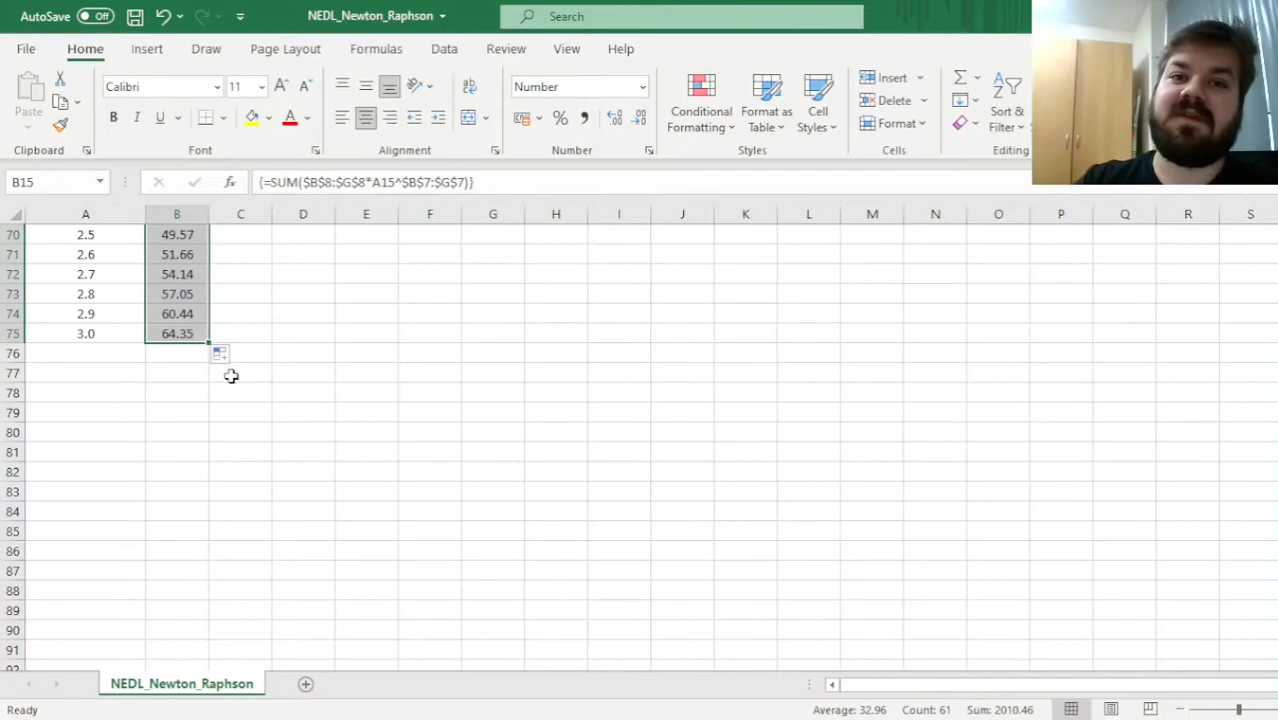 AutoSave Off NEDL_Newton_Raphson Search
File Home Insert Draw Page Layout Formulas Data Review View Help
Paste Calibri 11 Number Conditional Formatting Format as Table Cell Styles Insert Delete Format Sort & Filter
Clipboard Font Alignment Number Styles Cells
B15 fx {=SUM($B$8:$G$8*A15^$B$7:$G$7)}
A B C D E F G H I J K L M N O P Q R S
70 2.5 49.57
71 2.6 51.66
72 2.7 54.14
73 2.8 57.05
74 2.9 60.44
75 3.0 64.35
76
77
78
79
80
81
82
83
84
85
86
87
88
89
90
91
92
NEDL_Newton_Raphson
Ready Average: 32.96 Count: 61 Sum: 2010.46